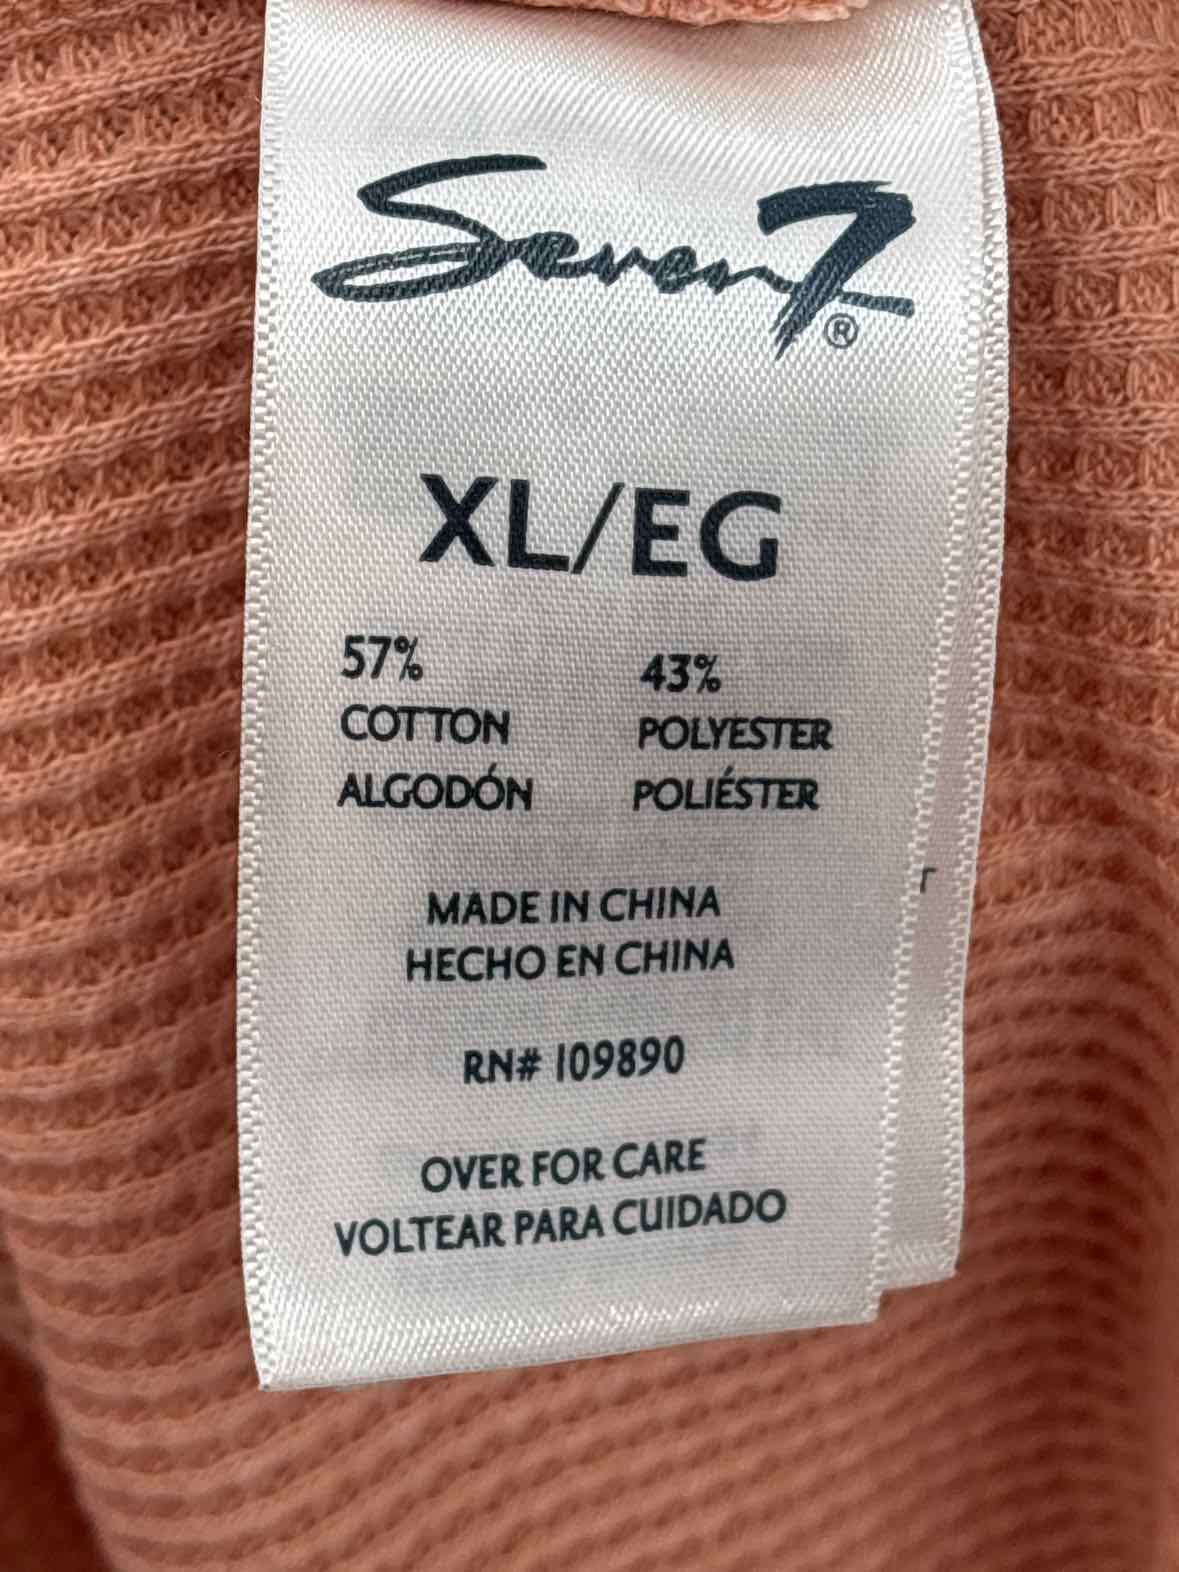 Seven7®
XL/EG
57% 43%
COTTON POLYESTER
ALGODÓN POLIÉSTER
MADE IN CHINA
HECHO EN CHINA
RN# 109890
OVER FOR CARE
VOLTEAR PARA CUIDADO